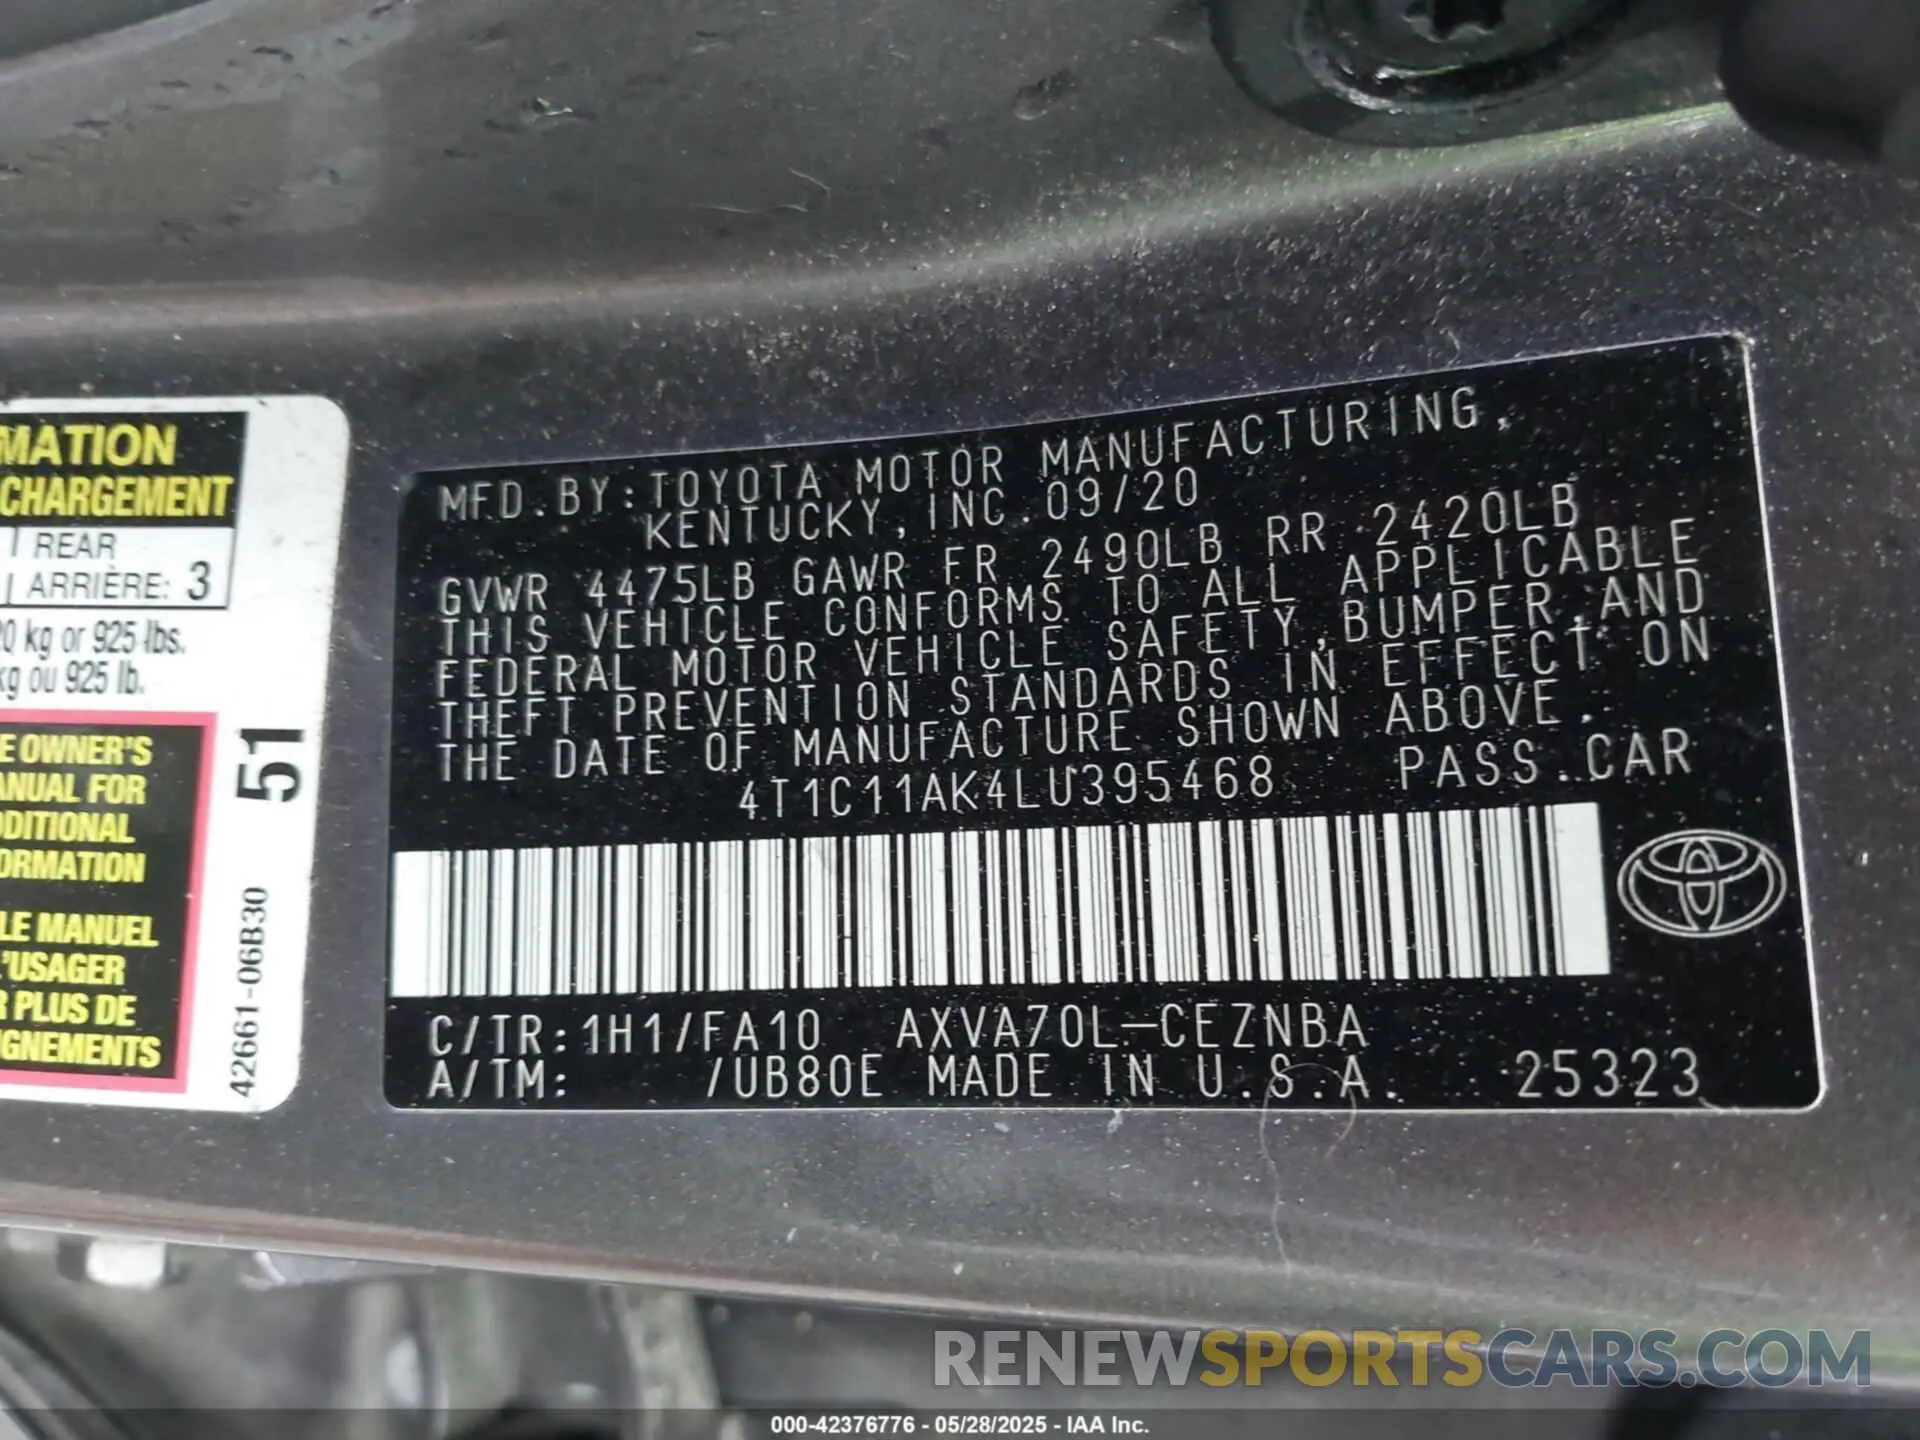 MATION
CHARGEMENT
REAR
ARRIÈRE: 3
0 kg or 925 lbs.
kg ou 925 lb.
E OWNER'S
ANUAL FOR
DDITIONAL
ORMATION
LE MANUEL
'USAGER
R PLUS DE
IGNEMENTS
51
42661-06B30
MFD.BY:TOYOTA MOTOR MANUFACTURING,
KENTUCKY,INC.09/20
GVWR 4475LB GAWR FR 2490LB RR 2420LB
THIS VEHICLE CONFORMS TO ALL APPLICABLE
FEDERAL MOTOR VEHICLE SAFETY,BUMPER,AND
THEFT PREVENTION STANDARDS IN EFFECT ON
THE DATE OF MANUFACTURE SHOWN ABOVE.
4T1C11AK4LU395468 PASS.CAR
C/TR:1H1/FA10 AXVA70L-CEZNBA
A/TM: /UB80E MADE IN U.S.A. 25323
RENEWSPORTSCARS.COM
000-42376776 - 05/28/2025 - IAA Inc.